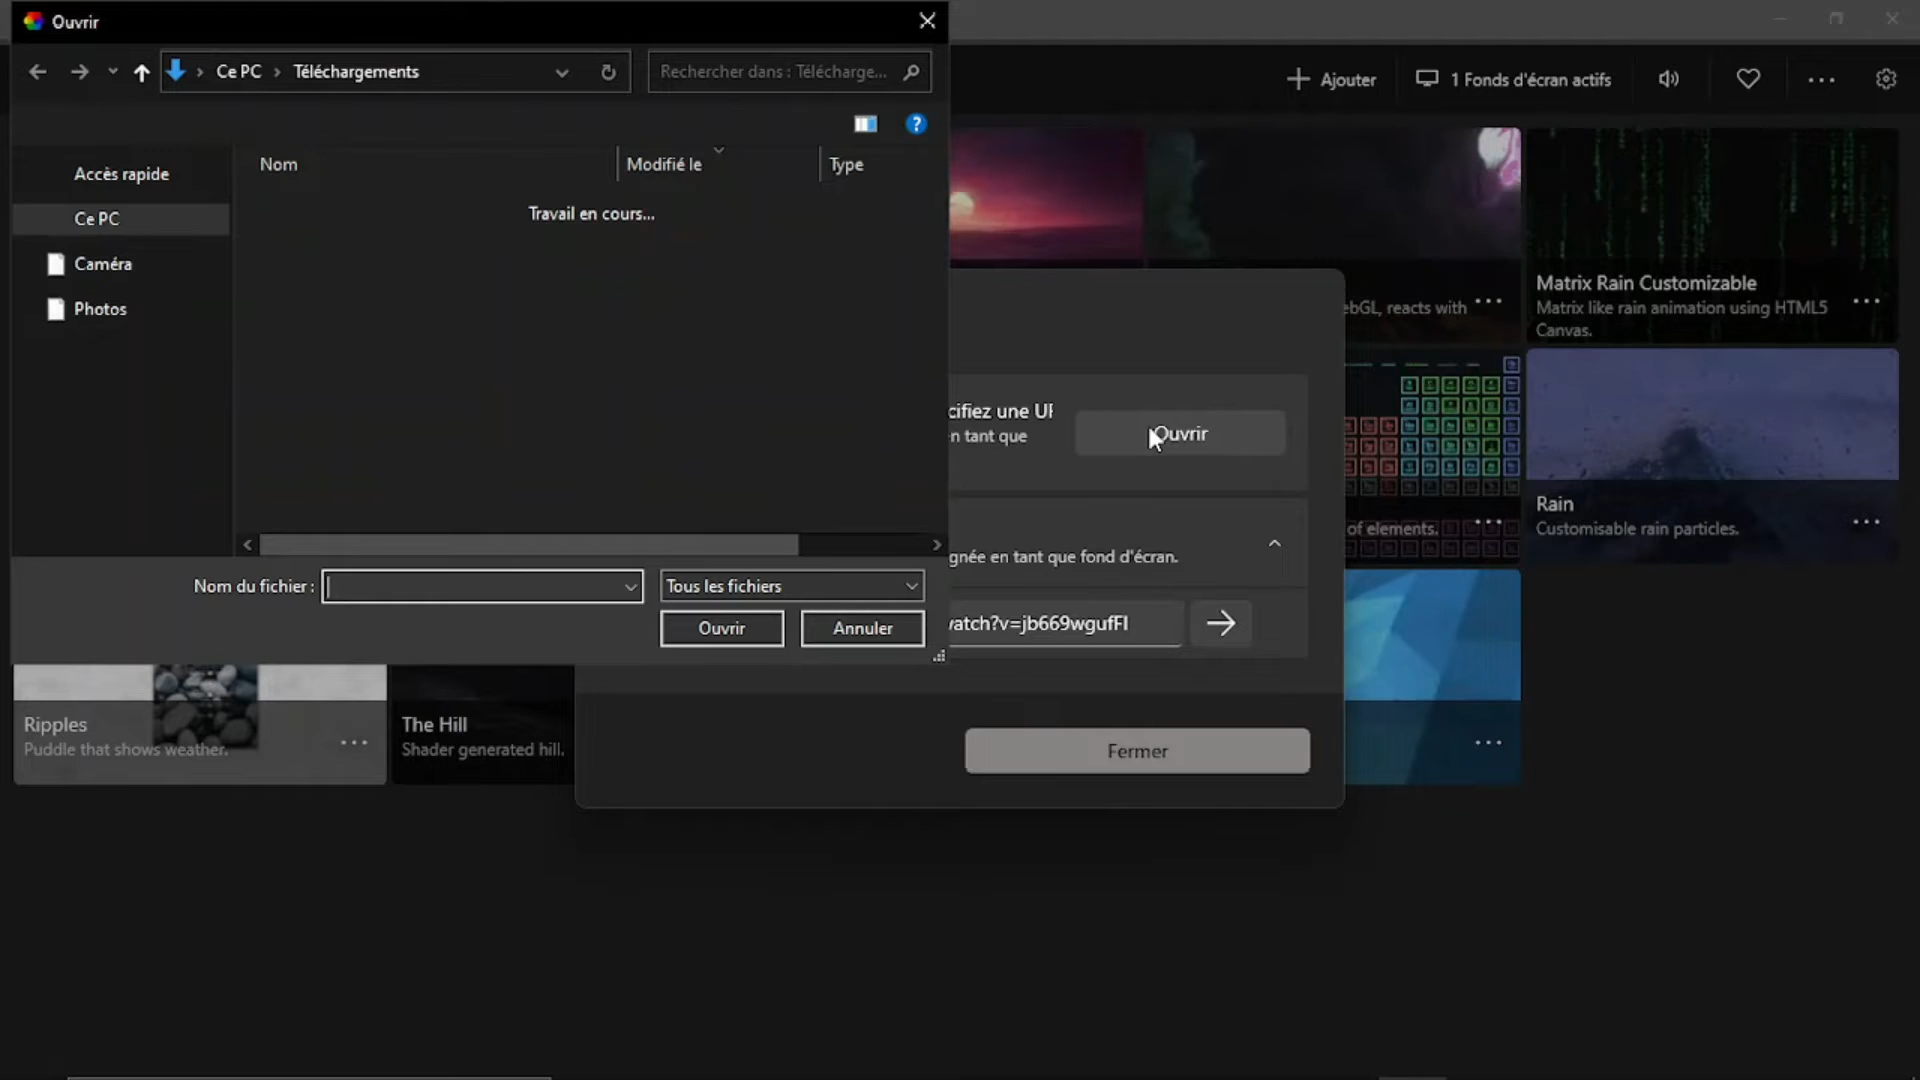 Ouvrir
Ce PC
Téléchargements
Rechercher dans : Télécharge...
Ajouter
1 Fonds d'écran actifs
Nom
Modifié le
Type
Accès rapide
Ce PC
Caméra
Photos
Travail en cours...
ebGL, reacts with
Matrix Rain Customizable
Matrix like rain animation using HTML5
Canvas.
cifiez une UR
n tant que
Ouvrir
Rain
Customisable rain particles.
of elements.
gnée en tant que fond d'écran.
Nom du fichier :
Tous les fichiers
Ouvrir
Annuler
watch?v=jb669wgufFI
Ripples
Puddle that shows weather.
The Hill
Shader generated hill.
Fermer